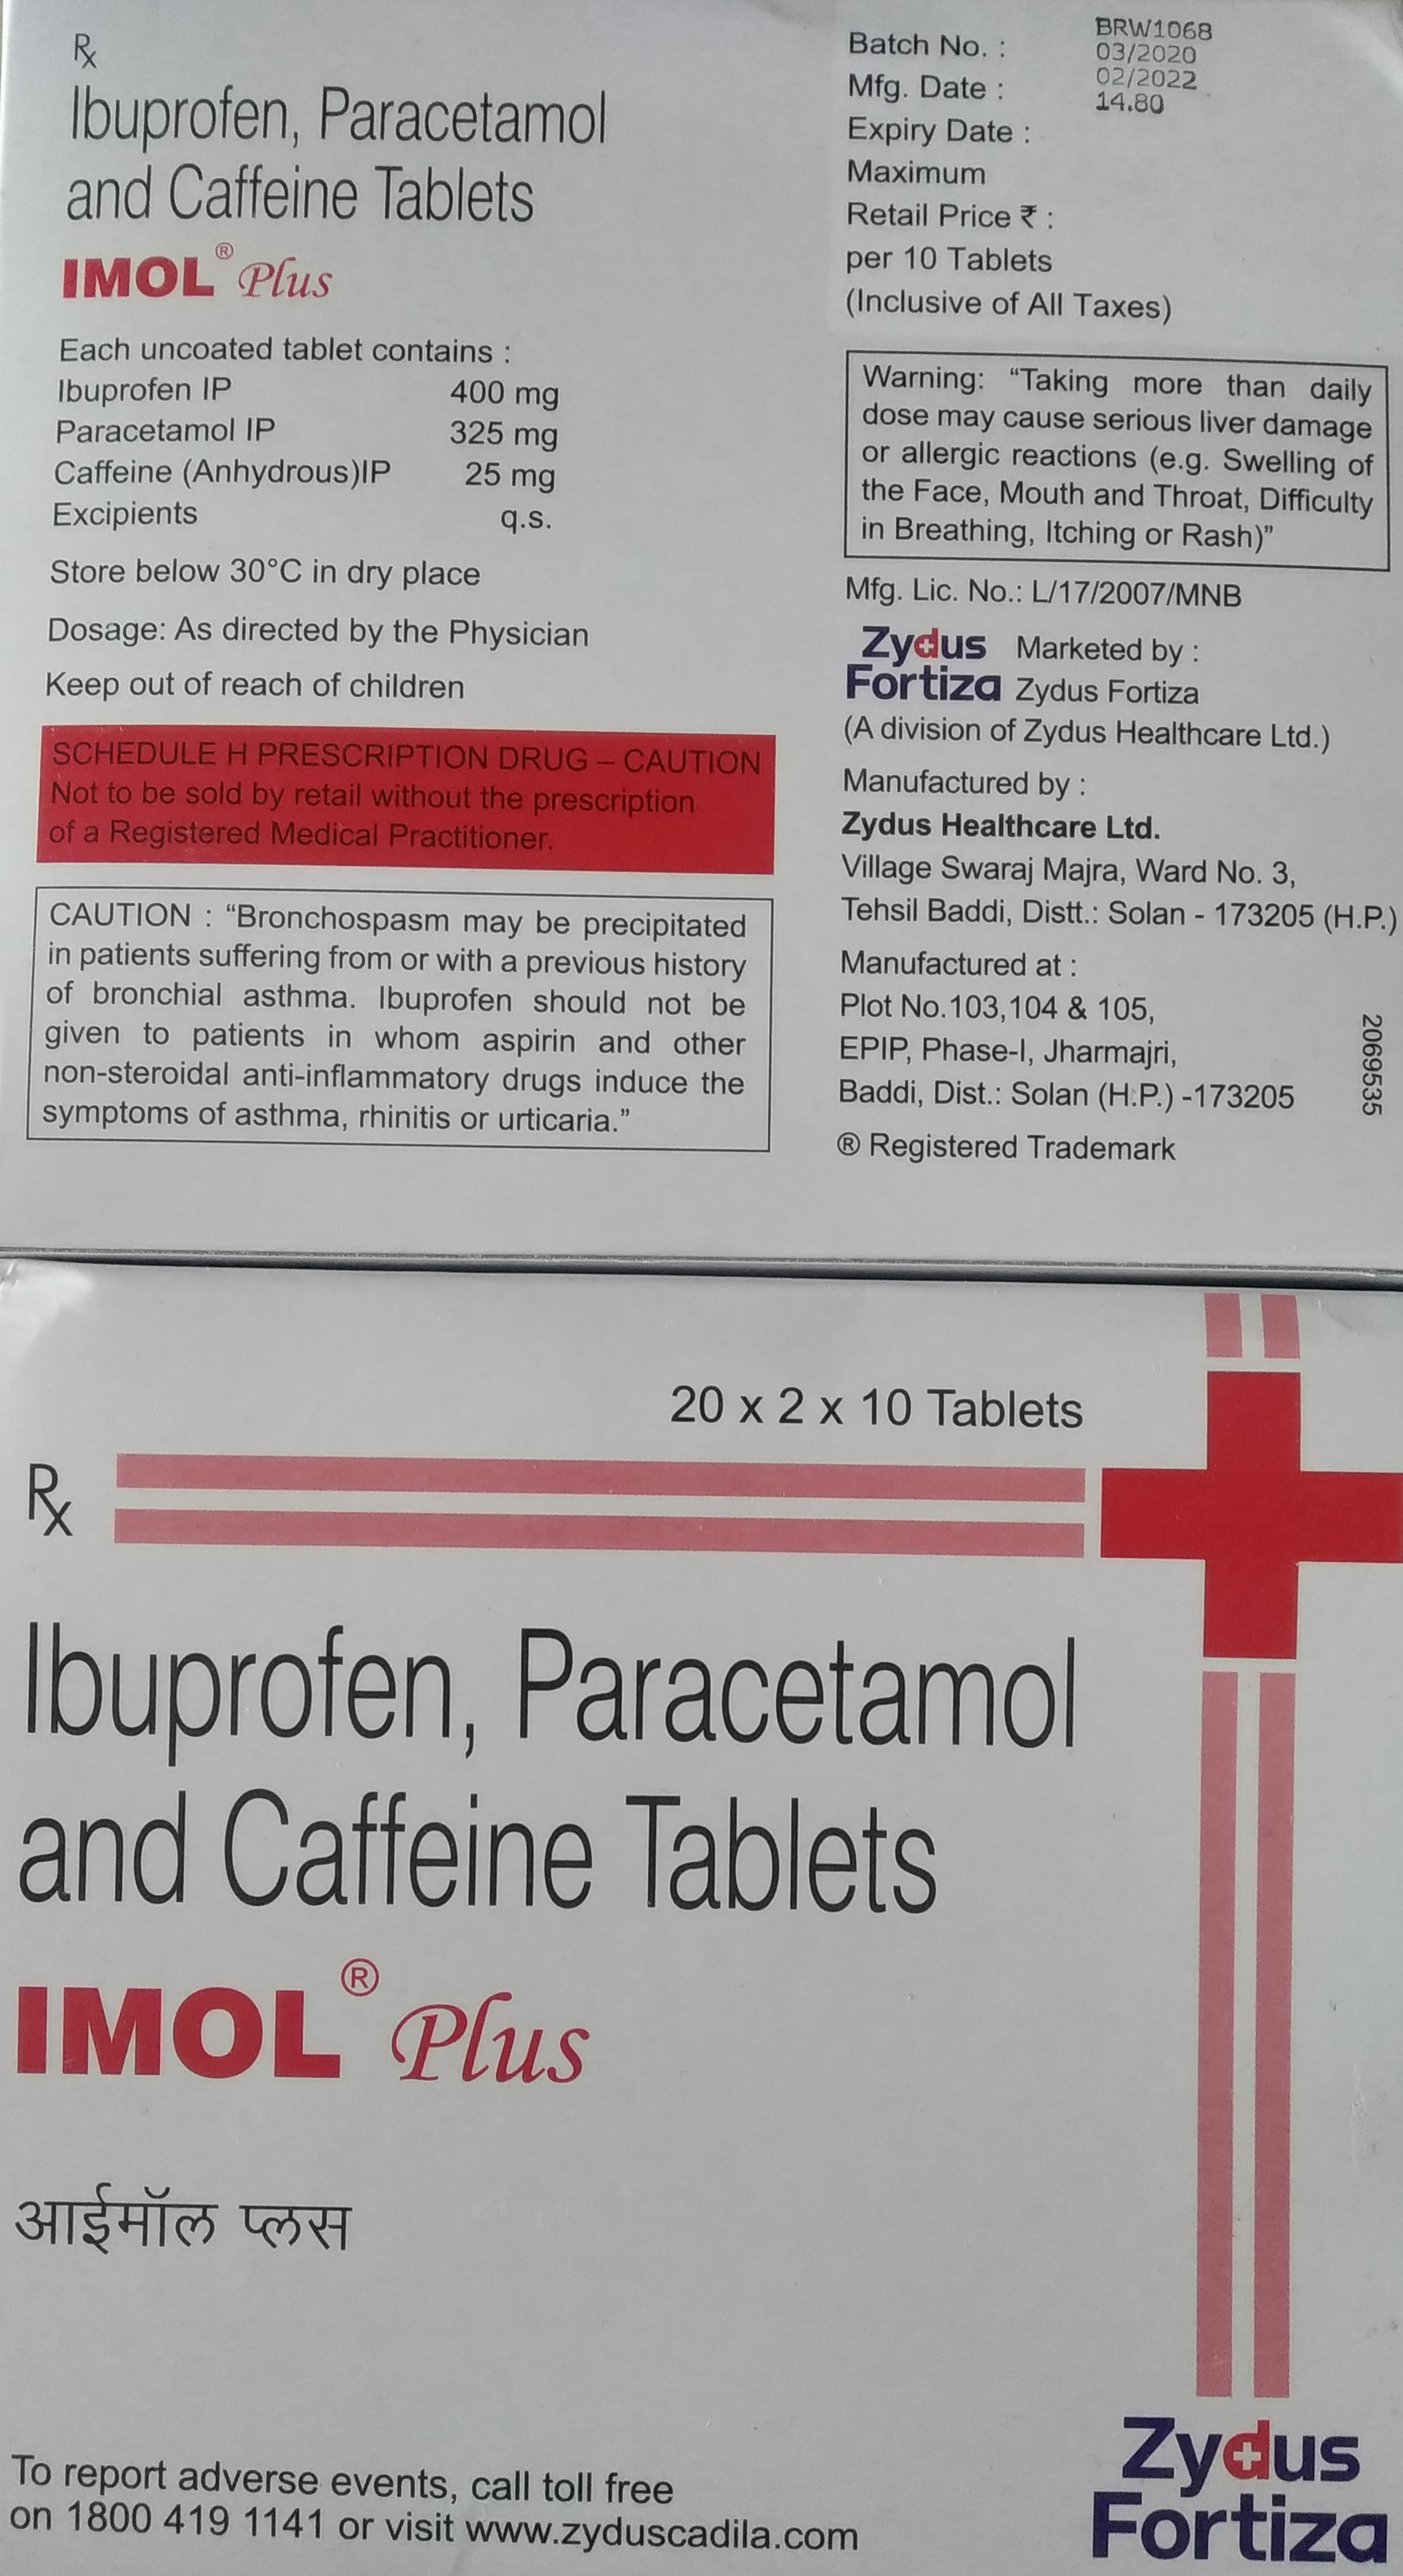 Rx
Ibuprofen, Paracetamol
and Caffeine Tablets
IMOL® Plus
Each uncoated tablet contains :
Ibuprofen IP 400 mg
Paracetamol IP 325 mg
Caffeine (Anhydrous)IP 25 mg
Excipients q.s.
Store below 30°C in dry place
Dosage: As directed by the Physician
Keep out of reach of children
SCHEDULE H PRESCRIPTION DRUG – CAUTION
Not to be sold by retail without the prescription
of a Registered Medical Practitioner.
CAUTION : “Bronchospasm may be precipitated
in patients suffering from or with a previous history
of bronchial asthma. Ibuprofen should not be
given to patients in whom aspirin and other
non-steroidal anti-inflammatory drugs induce the
symptoms of asthma, rhinitis or urticaria.”
Batch No. :
Mfg. Date :
Expiry Date :
Maximum
Retail Price ₹ :
per 10 Tablets
(Inclusive of All Taxes)
BRW1068
03/2020
02/2022
14.80
Warning: “Taking more than daily
dose may cause serious liver damage
or allergic reactions (e.g. Swelling of
the Face, Mouth and Throat, Difficulty
in Breathing, Itching or Rash)”
Mfg. Lic. No.: L/17/2007/MNB
Zydus
Fortiza
Marketed by :
Zydus Fortiza
(A division of Zydus Healthcare Ltd.)
Manufactured by :
Zydus Healthcare Ltd.
Village Swaraj Majra, Ward No. 3,
Tehsil Baddi, Distt.: Solan - 173205 (H.P.)
Manufactured at :
Plot No.103,104 & 105,
EPIP, Phase-I, Jharmajri,
Baddi, Dist.: Solan (H.P.) -173205
® Registered Trademark
2069535
20 x 2 x 10 Tablets
Rx
Ibuprofen, Paracetamol
and Caffeine Tablets
IMOL® Plus
आईमॉल प्लस
To report adverse events, call toll free
on 1800 419 1141 or visit www.zyduscadila.com
Zydus
Fortiza